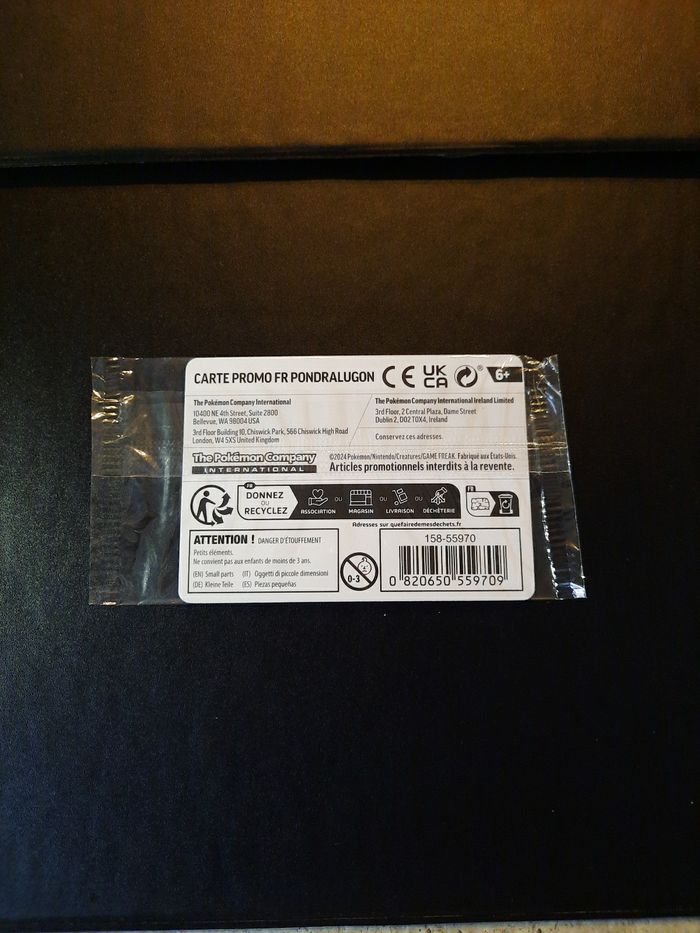 CARTE PROMO FR PONDRALUGON CE UK CA ® 6+
The Pokémon Company International
10400 NE 4th Street, Suite 2800
Bellevue, WA 98004 USA
3rd Floor Building 10, Chiswick Park, 566 Chiswick High Road
London, W4 5XS United Kingdom
The Pokémon Company International Ireland Limited
3rd Floor, 2 Central Plaza, Dame Street
Dublin 2, D02 T0X4, Ireland
Conservez ces adresses.
The Pokémon Company
INTERNATIONAL
©2024 Pokémon/Nintendo/Creatures/GAME FREAK. Fabriqué aux États-Unis.
Articles promotionnels interdits à la revente.
FR
DONNEZ
OU
RECYCLEZ
ASSOCIATION OU MAGASIN OU LIVRAISON OU DÉCHÈTERIE
FR
Adresses sur quefairedemesdechets.fr
ATTENTION ! DANGER D'ÉTOUFFEMENT
Petits éléments.
Ne convient pas aux enfants de moins de 3 ans.
(EN) Small parts (IT) Oggetti di piccole dimensioni
(DE) Kleine Teile (ES) Piezas pequeñas
0-3
158-55970
0 820650 559709